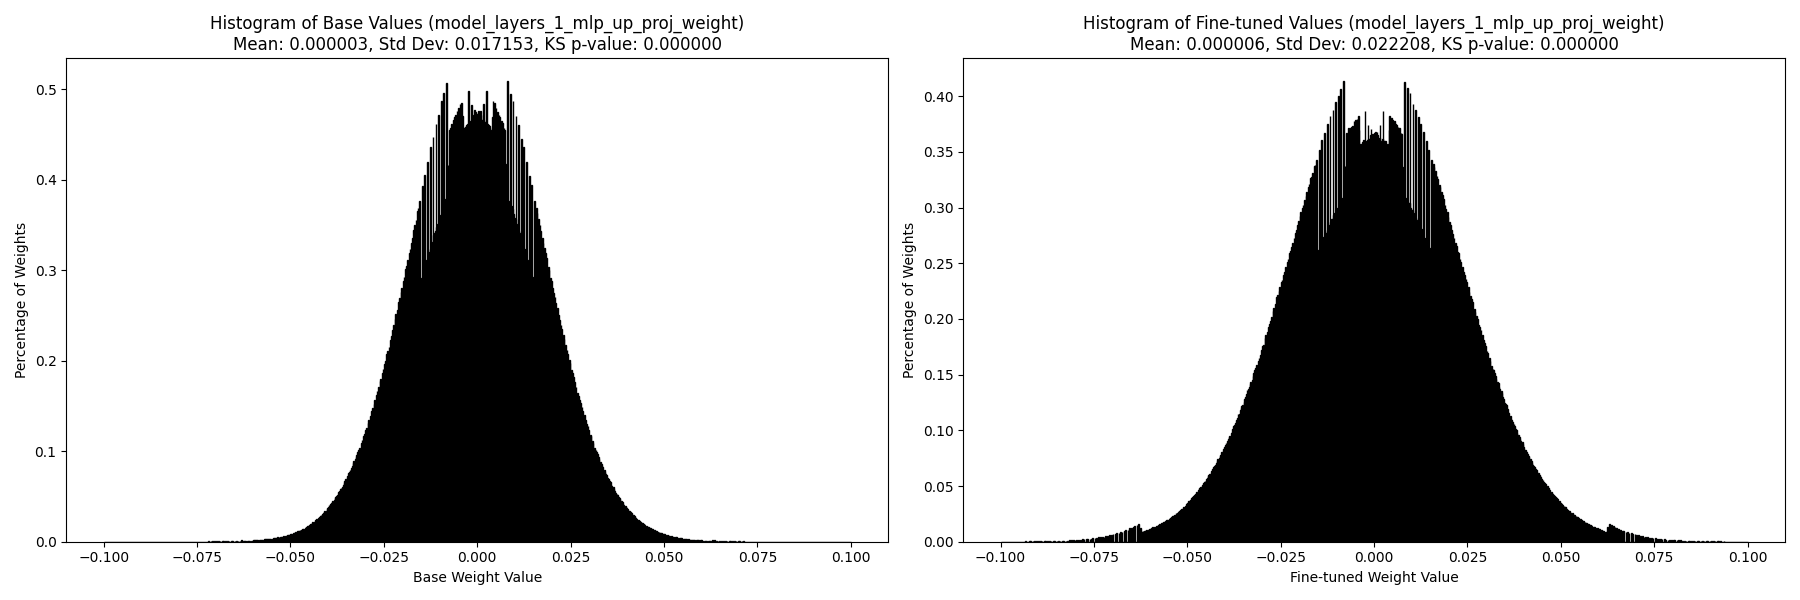 Histogram of Base Values (model_layers_1_mlp_up_proj_weight)
Mean: 0.000003, Std Dev: 0.017153, KS p-value: 0.000000
0.5
0.4
0.3
0.2
0.1
0.0
Percentage of Weights
−0.100 −0.075 −0.050 −0.025 0.000 0.025 0.050 0.075 0.100
Base Weight Value
Histogram of Fine-tuned Values (model_layers_1_mlp_up_proj_weight)
Mean: 0.000006, Std Dev: 0.022208, KS p-value: 0.000000
0.40
0.35
0.30
0.25
0.20
0.15
0.10
0.05
0.00
Percentage of Weights
−0.100 −0.075 −0.050 −0.025 0.000 0.025 0.050 0.075 0.100
Fine-tuned Weight Value